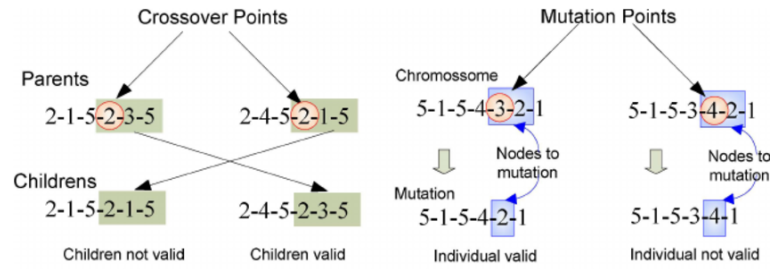 Crossover Points
Parents
2-1-5-2-3-5
2-4-5-2-1-5
Childrens
2-1-5-2-1-5
2-4-5-2-3-5
Children not valid
Children valid
Mutation Points
Chromossome
5-1-5-4-3-2-1
5-1-5-3-4-2-1
Nodes to
mutation
Nodes to
mutation
Mutation
5-1-5-4-2-1
5-1-5-3-4-1
Individual valid
Individual not valid